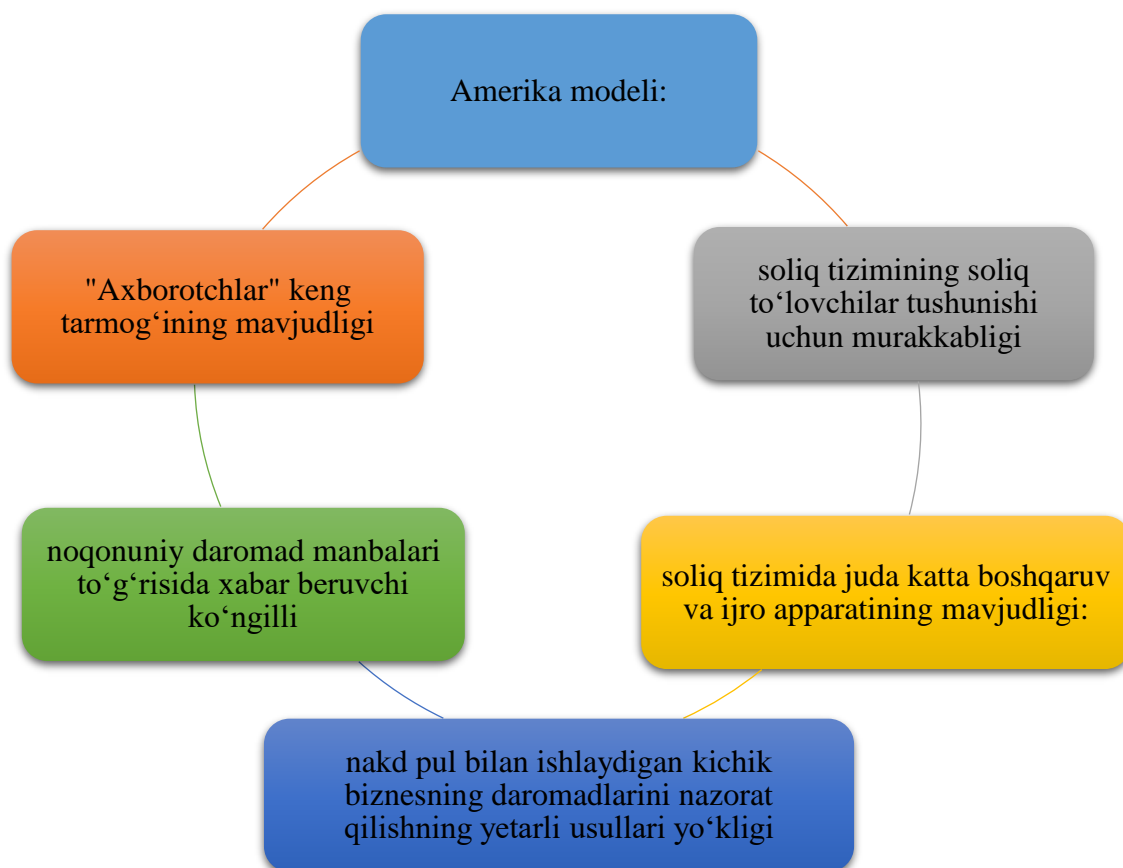 Amerika modeli:
soliq tizimining soliq
to‘lovchilar tushunishi
uchun murakkabligi
soliq tizimida juda katta boshqaruv
va ijro apparatining mavjudligi:
nakd pul bilan ishlaydigan kichik
biznesning daromadlarini nazorat
qilishning yetarli usullari yo‘kligi
noqonuniy daromad manbalari
to‘g‘risida xabar beruvchi
ko‘ngilli
"Axborotchlar" keng
tarmog‘ining mavjudligi